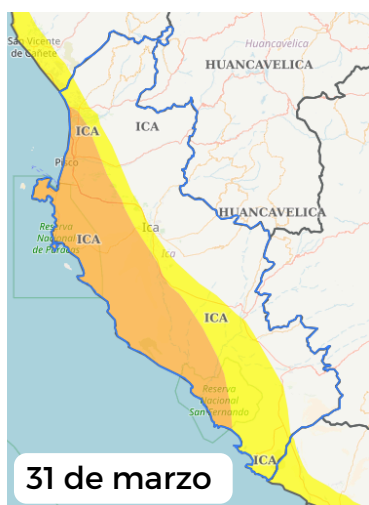 Huancavelica
San Vicente
de Cañete
HUANCAVELICA
ICA
ICA
Pisco
HUANCAVELICA
Ica
ICA
Reserva
Nacional
de Paracas
Ica
ICA
Reserva
Nacional
San Fernando
ICA
31 de marzo